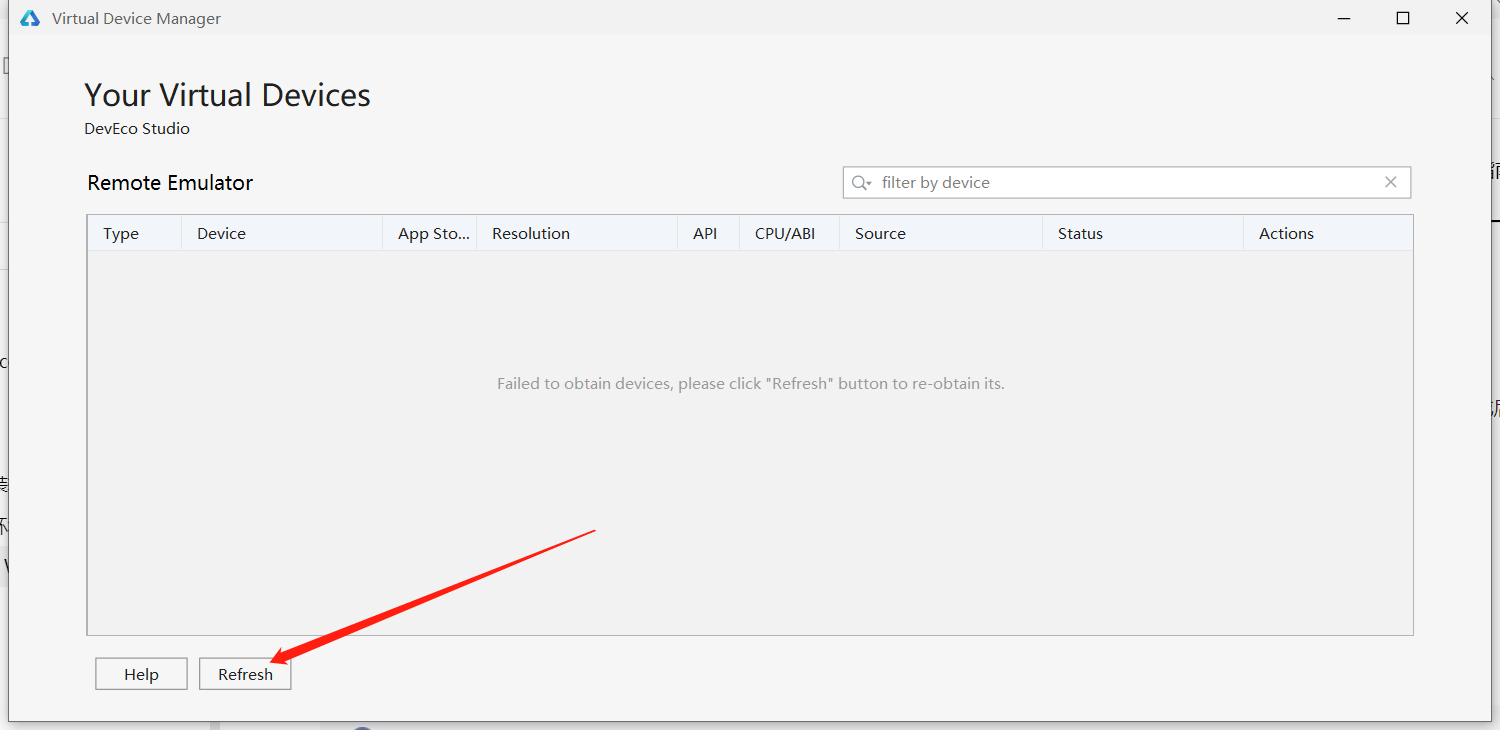 Virtual Device Manager
Your Virtual Devices
DevEco Studio
Remote Emulator
filter by device
Type Device App Sto... Resolution API CPU/ABI Source Status Actions
Failed to obtain devices, please click "Refresh" button to re-obtain its.
Help Refresh